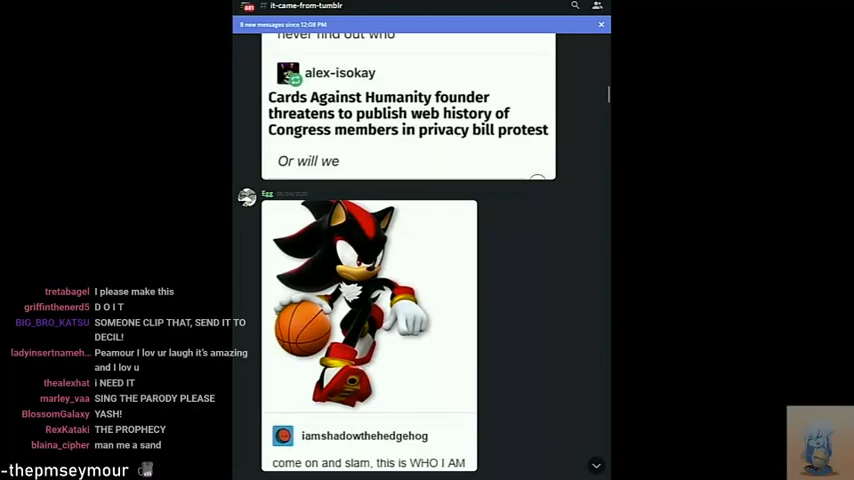 841
# it-came-from-tumblr
8 new messages since 12:08 PM
never find out who
alex-isokay
Cards Against Humanity founder
threatens to publish web history of
Congress members in privacy bill protest
Or will we
Egg
iamshadowthehedgehog
come on and slam, this is WHO I AM
tretabagel I please make this
griffinthenerd5 D O I T
BIG_BRO_KATSU SOMEONE CLIP THAT, SEND IT TO
DECIL!
ladyinsertnameh... Peamour I lov ur laugh it's amazing
and I lov u
thealexhat i NEED IT
marley_vaa SING THE PARODY PLEASE
BlossomGalaxy YASH!
RexKataki THE PROPHECY
blaina_cipher man me a sand
-thepmseymour